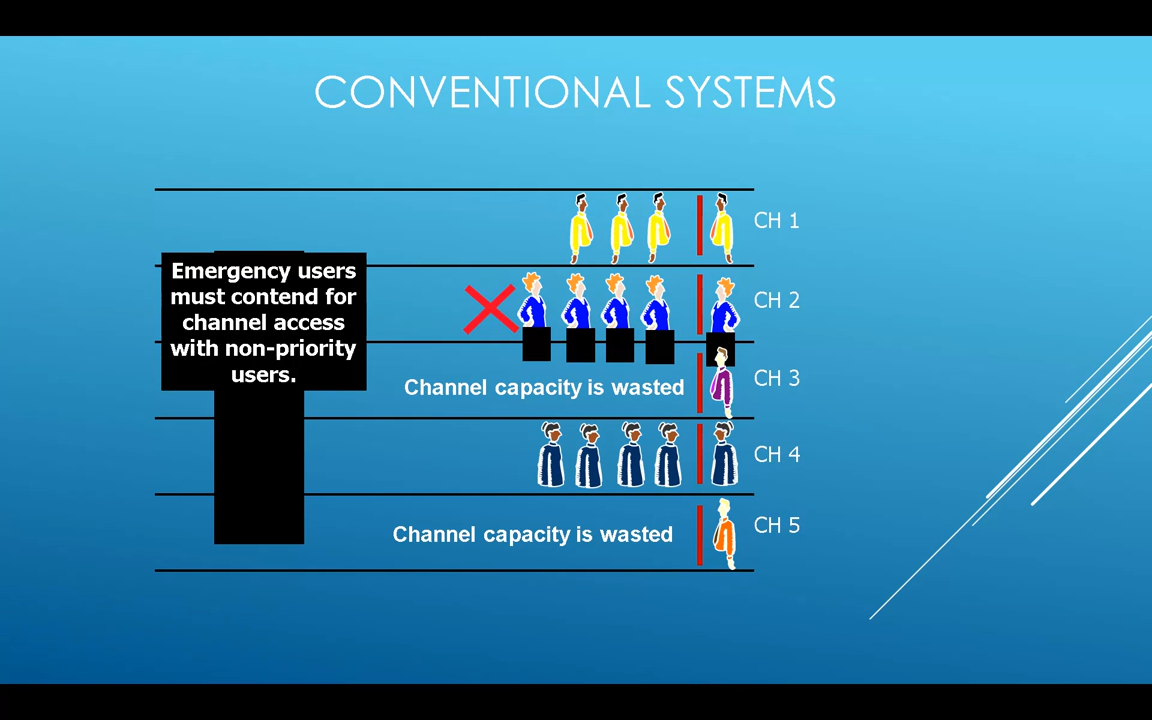 CONVENTIONAL SYSTEMS
CH 1
Emergency users
must contend for
channel access
with non-priority
users.
CH 2
Channel capacity is wasted
CH 3
CH 4
Channel capacity is wasted
CH 5